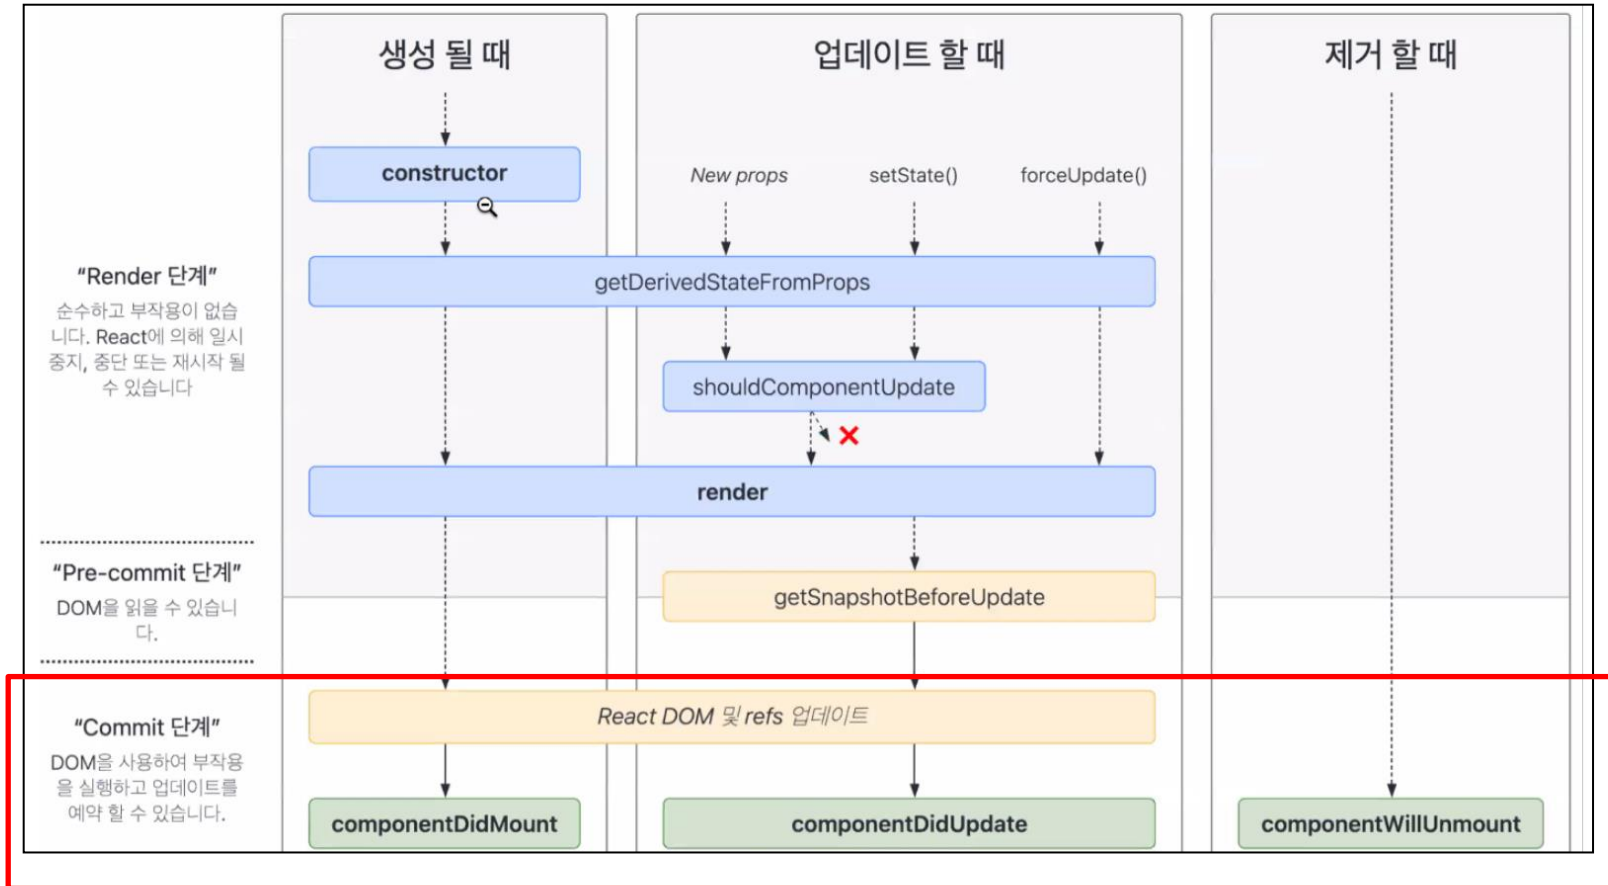 생성 될 때
업데이트 할 때
제거 할 때
constructor
New props
setState()
forceUpdate()
“Render 단계”
순수하고 부작용이 없습
니다. React에 의해 일시
중지, 중단 또는 재시작 될
수 있습니다
getDerivedStateFromProps
shouldComponentUpdate
render
“Pre-commit 단계”
DOM을 읽을 수 있습니
다.
getSnapshotBeforeUpdate
“Commit 단계”
DOM을 사용하여 부작용
을 실행하고 업데이트를
예약 할 수 있습니다.
React DOM 및 refs 업데이트
componentDidMount
componentDidUpdate
componentWillUnmount